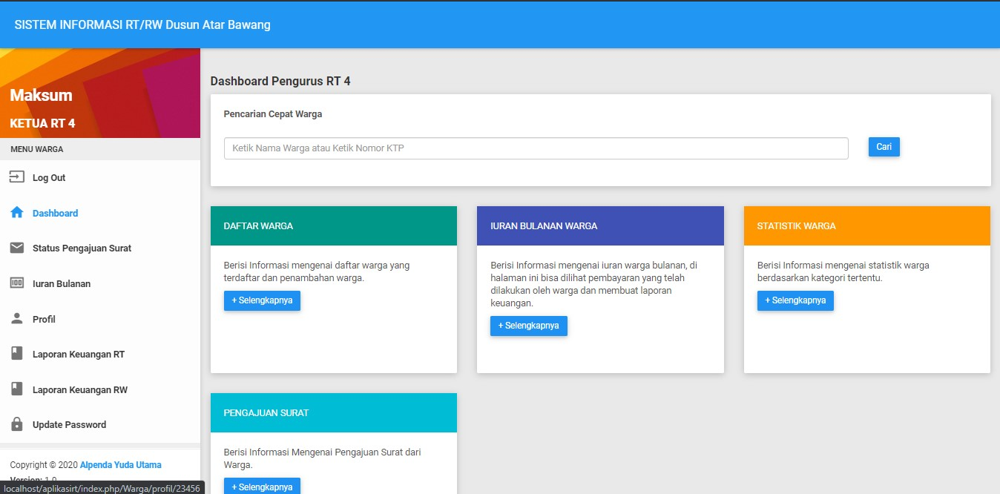 SISTEM INFORMASI RT/RW Dusun Atar Bawang
Maksum
KETUA RT 4
MENU WARGA
Log Out
Dashboard
Status Pengajuan Surat
Iuran Bulanan
Profil
Laporan Keuangan RT
Laporan Keuangan RW
Update Password
Copyright © 2020 Alpenda Yuda Utama
Version: 1.0
localhost/aplikasirt/index.php/Warga/profil/23456
Dashboard Pengurus RT 4
Pencarian Cepat Warga
Ketik Nama Warga atau Ketik Nomor KTP
Cari
DAFTAR WARGA
Berisi Informasi mengenai daftar warga yang
terdaftar dan penambahan warga.
+ Selengkapnya
IURAN BULANAN WARGA
Berisi Informasi mengenai iuran warga bulanan, di
halaman ini bisa dilihat pembayaran yang telah
dilakukan oleh warga dan membuat laporan
keuangan.
+ Selengkapnya
STATISTIK WARGA
Berisi Informasi mengenai statistik warga
berdasarkan kategori tertentu.
+ Selengkapnya
PENGAJUAN SURAT
Berisi Informasi Mengenai Pengajuan Surat dari
Warga.
+ Selengkapnya